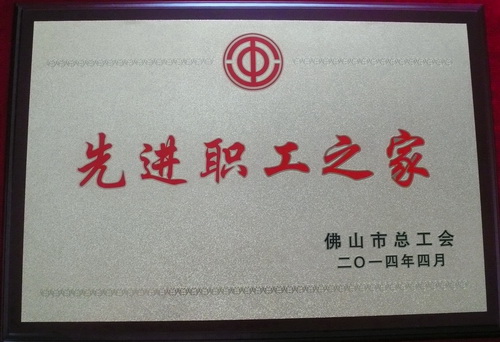 先进职工之家
佛山市总工会
二〇一四年四月